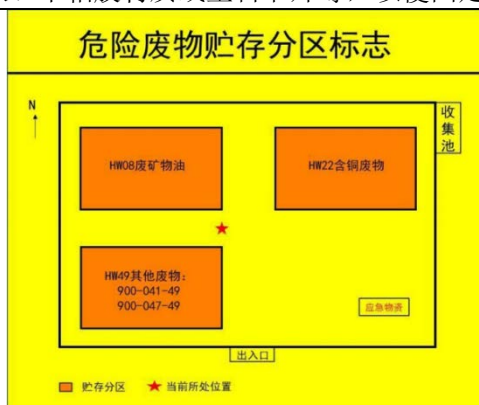 危险废物贮存分区标志
N
收集池
HW08废矿物油
HW22含铜废物
HW49其他废物：
900-041-49
900-047-49
应急物资
出入口
贮存分区
当前所处位置